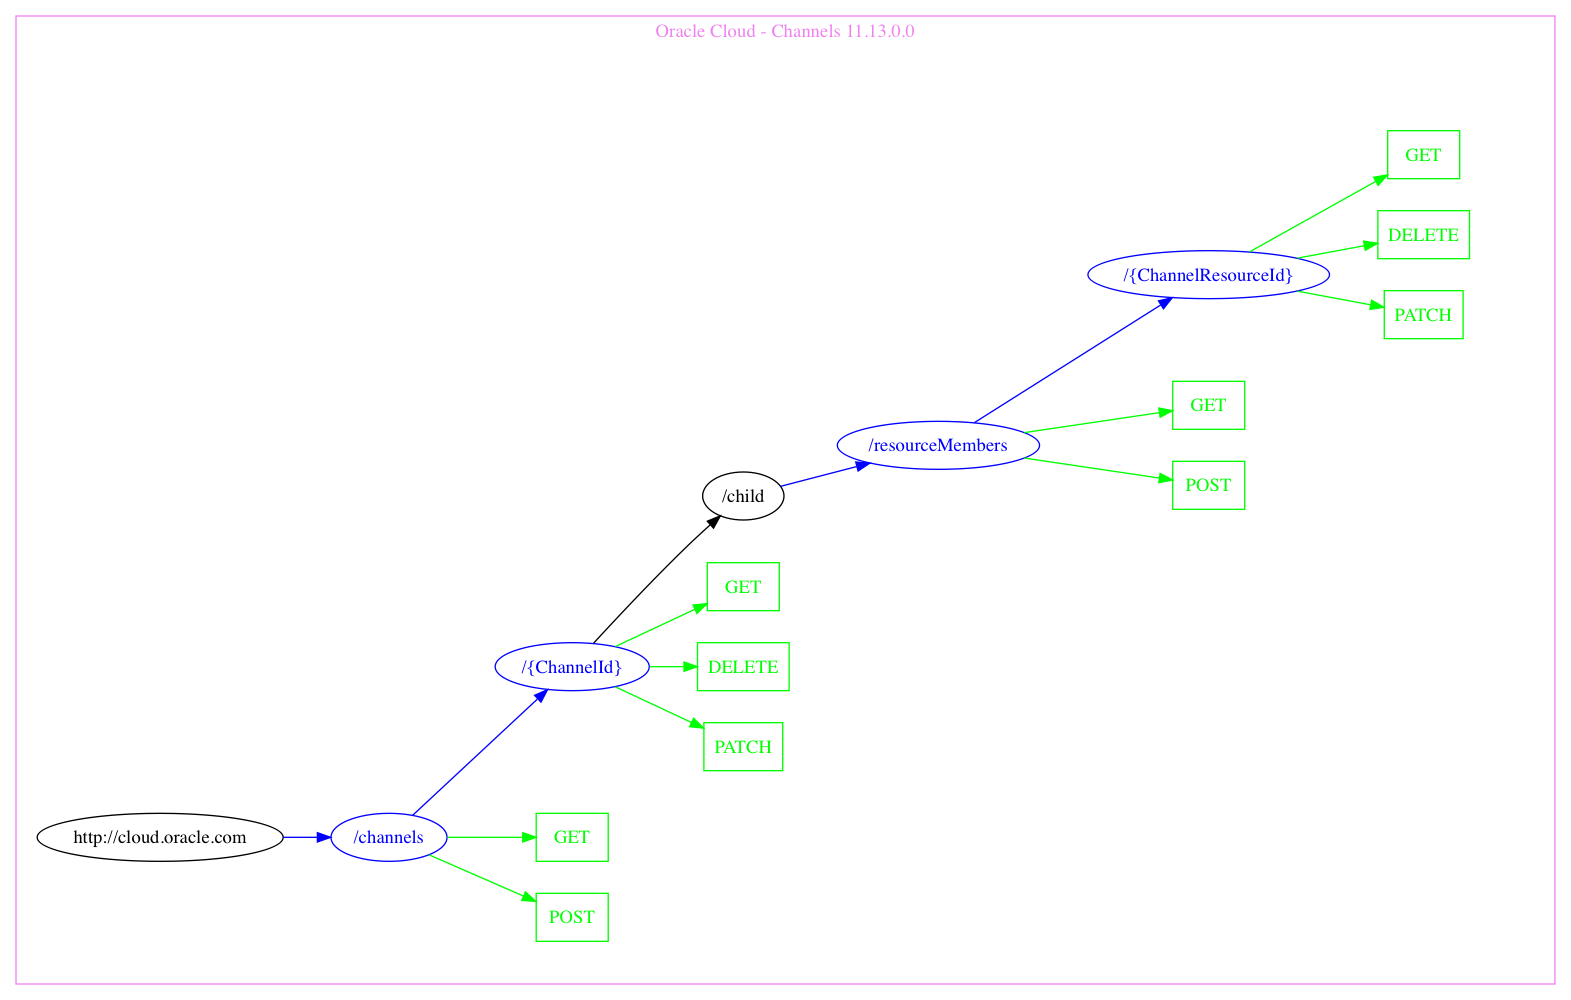 Oracle Cloud - Channels 11.13.0.0
GET
DELETE
/{ChannelResourceId}
PATCH
GET
/resourceMembers
POST
/child
GET
/{ChannelId}
DELETE
PATCH
http://cloud.oracle.com
/channels
GET
POST